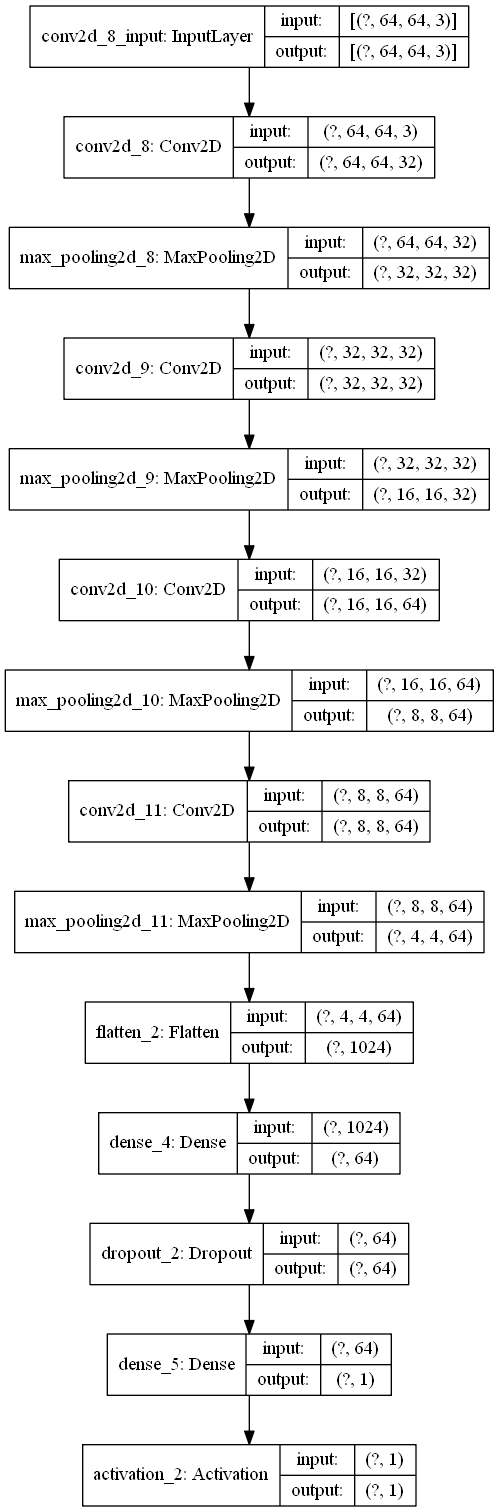 conv2d_8_input: InputLayer
input: [(?, 64, 64, 3)]
output: [(?, 64, 64, 3)]
conv2d_8: Conv2D
input: (?, 64, 64, 3)
output: (?, 64, 64, 32)
max_pooling2d_8: MaxPooling2D
input: (?, 64, 64, 32)
output: (?, 32, 32, 32)
conv2d_9: Conv2D
input: (?, 32, 32, 32)
output: (?, 32, 32, 32)
max_pooling2d_9: MaxPooling2D
input: (?, 32, 32, 32)
output: (?, 16, 16, 32)
conv2d_10: Conv2D
input: (?, 16, 16, 32)
output: (?, 16, 16, 64)
max_pooling2d_10: MaxPooling2D
input: (?, 16, 16, 64)
output: (?, 8, 8, 64)
conv2d_11: Conv2D
input: (?, 8, 8, 64)
output: (?, 8, 8, 64)
max_pooling2d_11: MaxPooling2D
input: (?, 8, 8, 64)
output: (?, 4, 4, 64)
flatten_2: Flatten
input: (?, 4, 4, 64)
output: (?, 1024)
dense_4: Dense
input: (?, 1024)
output: (?, 64)
dropout_2: Dropout
input: (?, 64)
output: (?, 64)
dense_5: Dense
input: (?, 64)
output: (?, 1)
activation_2: Activation
input: (?, 1)
output: (?, 1)